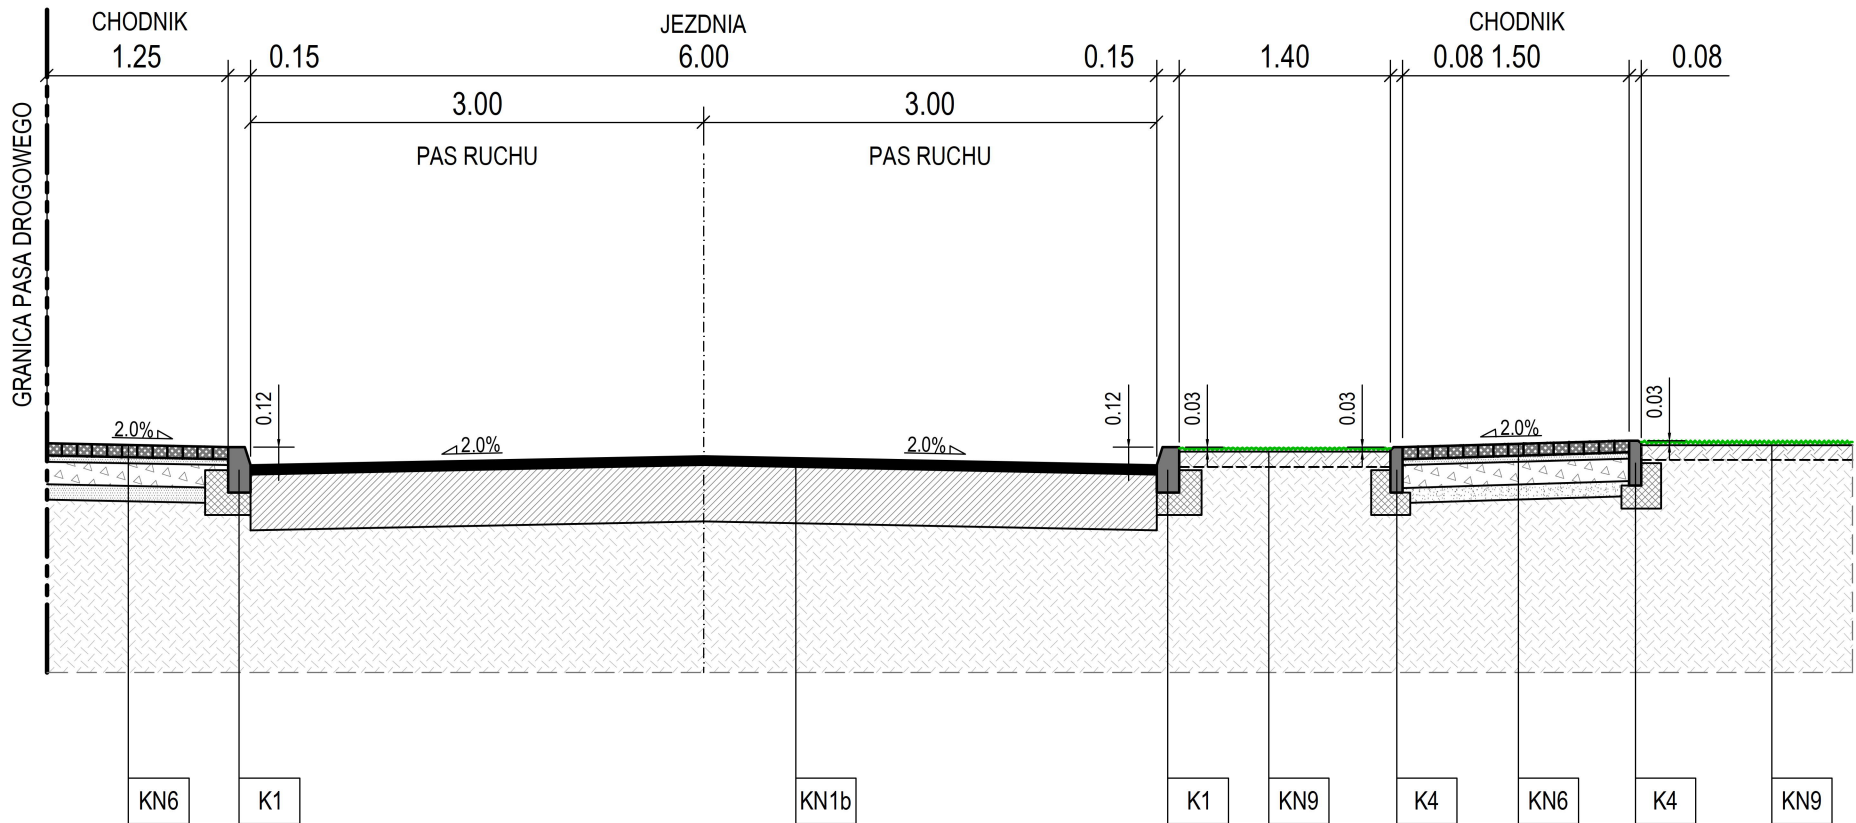 CHODNIK
JEZDNIA
CHODNIK
1.25
0.15
6.00
0.15
1.40
0.08 1.50
0.08
3.00
3.00
PAS RUCHU
PAS RUCHU
GRANICA PASA DROGOWEGO
0.12
0.12
0.03
0.03
0.03
2.0%
2.0%
2.0%
2.0%
KN6
K1
KN1b
K1
KN9
K4
KN6
K4
KN9